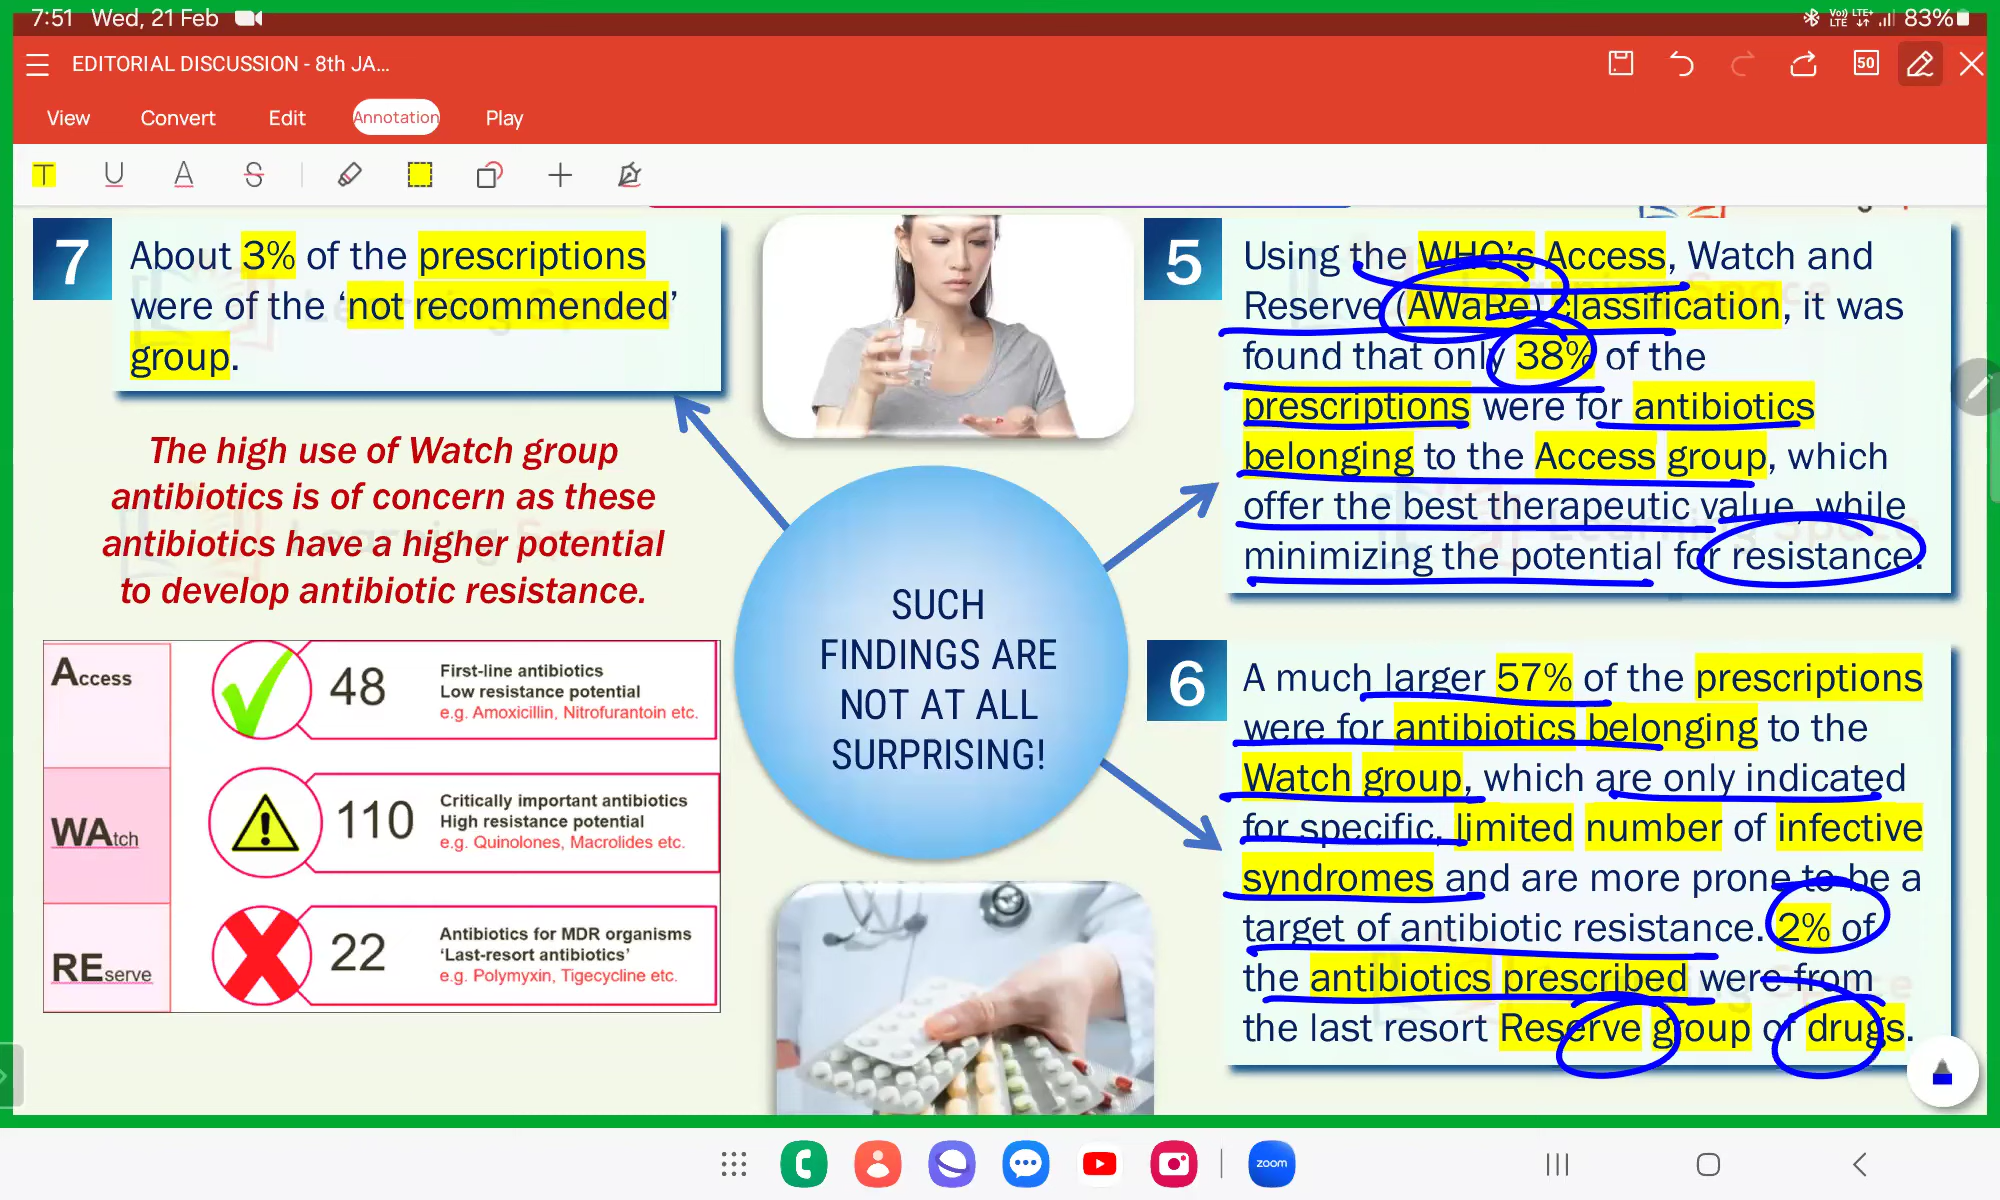 7:51 Wed, 21 Feb
Vo)) LTE LTE+ 83%
EDITORIAL DISCUSSION - 8th JA...
50
View Convert Edit Annotation Play
7
About 3% of the prescriptions
were of the ‘not recommended’
group.
The high use of Watch group
antibiotics is of concern as these
antibiotics have a higher potential
to develop antibiotic resistance.
Access
48
First-line antibiotics
Low resistance potential
e.g. Amoxicillin, Nitrofurantoin etc.
WAtch
110
Critically important antibiotics
High resistance potential
e.g. Quinolones, Macrolides etc.
REserve
22
Antibiotics for MDR organisms
‘Last-resort antibiotics’
e.g. Polymyxin, Tigecycline etc.
SUCH
FINDINGS ARE
NOT AT ALL
SURPRISING!
5
Using the WHO’s Access, Watch and
Reserve (AWaRe) classification, it was
found that only 38% of the
prescriptions were for antibiotics
belonging to the Access group, which
offer the best therapeutic value, while
minimizing the potential for resistance.
6
A much larger 57% of the prescriptions
were for antibiotics belonging to the
Watch group, which are only indicated
for specific, limited number of infective
syndromes and are more prone to be a
target of antibiotic resistance. 2% of
the antibiotics prescribed were from
the last resort Reserve group of drugs.
Learning Space
zoom